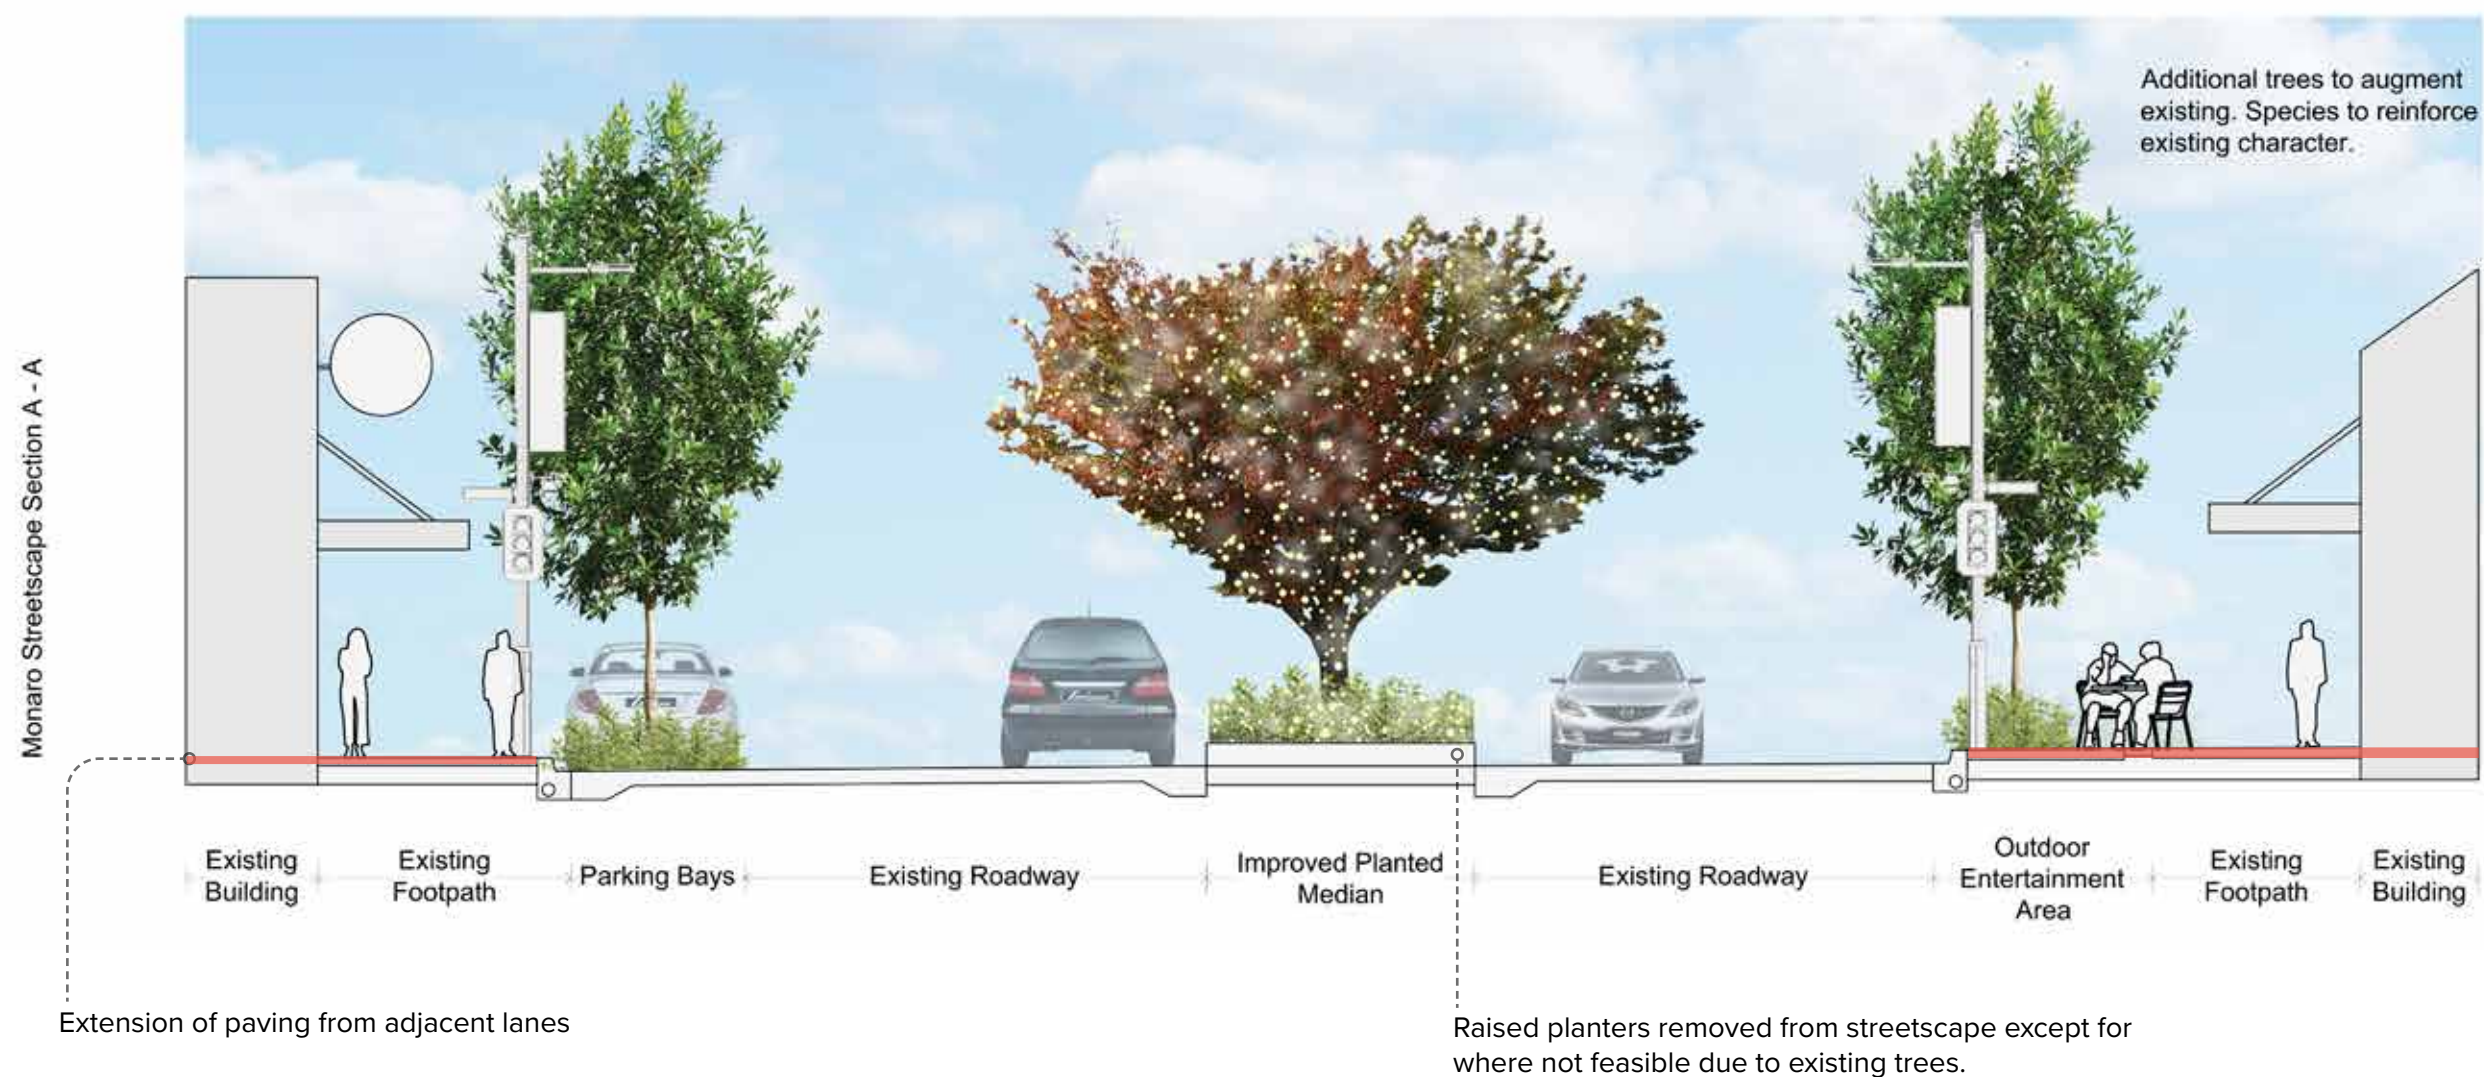 Additional trees to augment
existing. Species to reinforce
existing character.
Monaro Streetscape Section A - A
Existing
Building
Existing
Footpath
Parking Bays
Existing Roadway
Improved Planted
Median
Existing Roadway
Outdoor
Entertainment
Area
Existing
Footpath
Existing
Building
Extension of paving from adjacent lanes
Raised planters removed from streetscape except for
where not feasible due to existing trees.